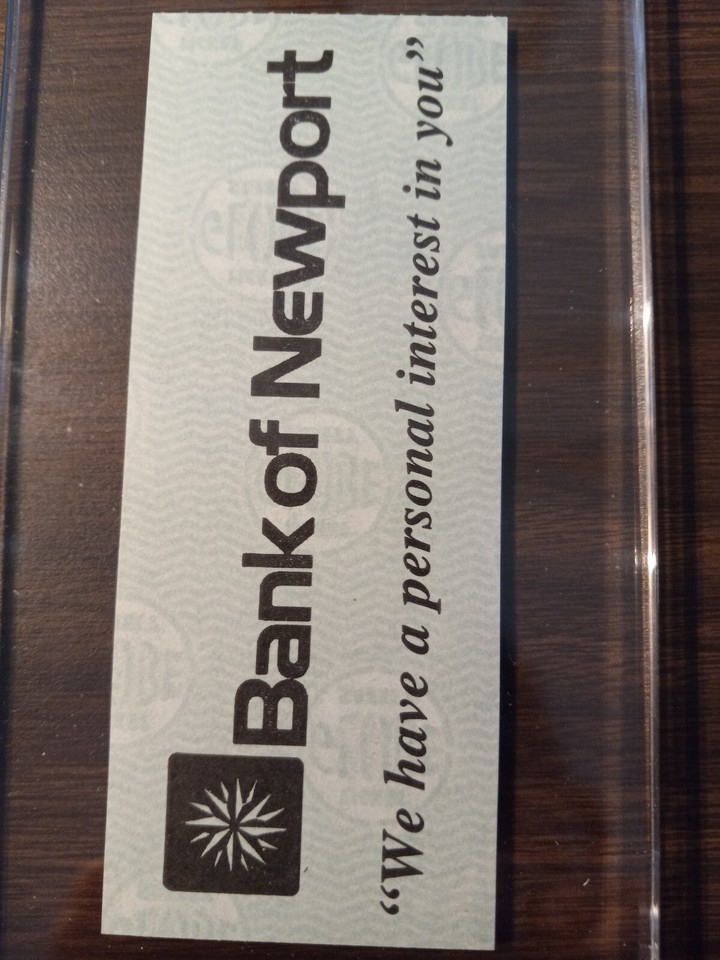 Bank of Newport
“We have a personal interest in you”